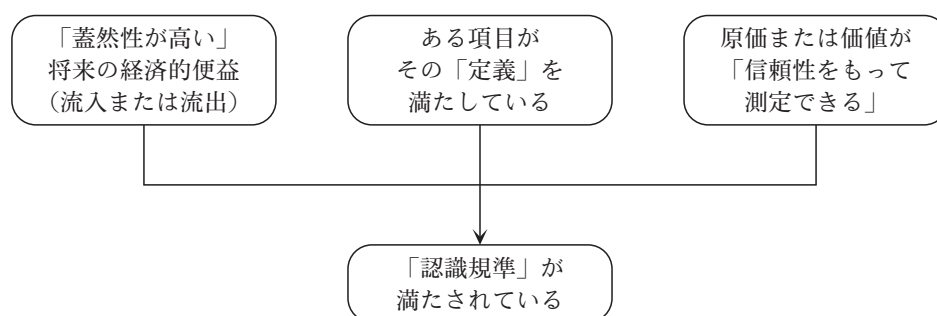 「蓋然性が高い」
将来の経済的便益
（流入または流出）
ある項目が
その「定義」を
満たしている
原価または価値が
「信頼性をもって
測定できる」
「認識規準」が
満たされている